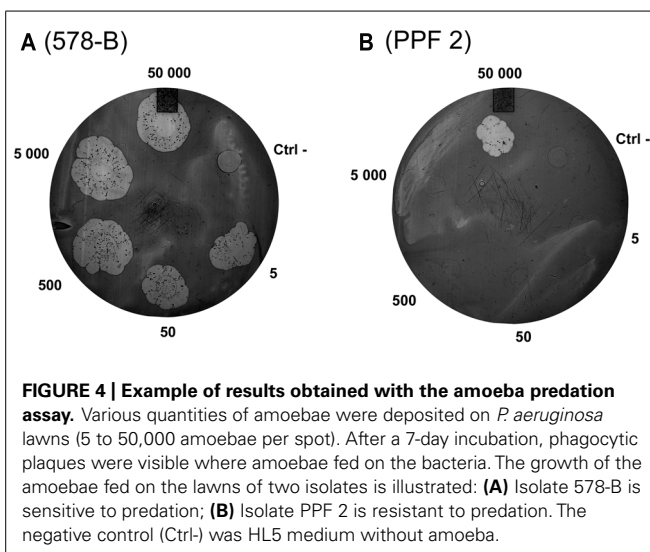 A (578-B)
B (PPF 2)
50 000
5 000
500
50
5
Ctrl -
50 000
5 000
500
50
5
Ctrl -
FIGURE 4 | Example of results obtained with the amoeba predation
assay. Various quantities of amoebae were deposited on P. aeruginosa
lawns (5 to 50,000 amoebae per spot). After a 7-day incubation, phagocytic
plaques were visible where amoebae fed on the bacteria. The growth of the
amoebae fed on the lawns of two isolates is illustrated: (A) Isolate 578-B is
sensitive to predation; (B) Isolate PPF 2 is resistant to predation. The
negative control (Ctrl-) was HL5 medium without amoeba.